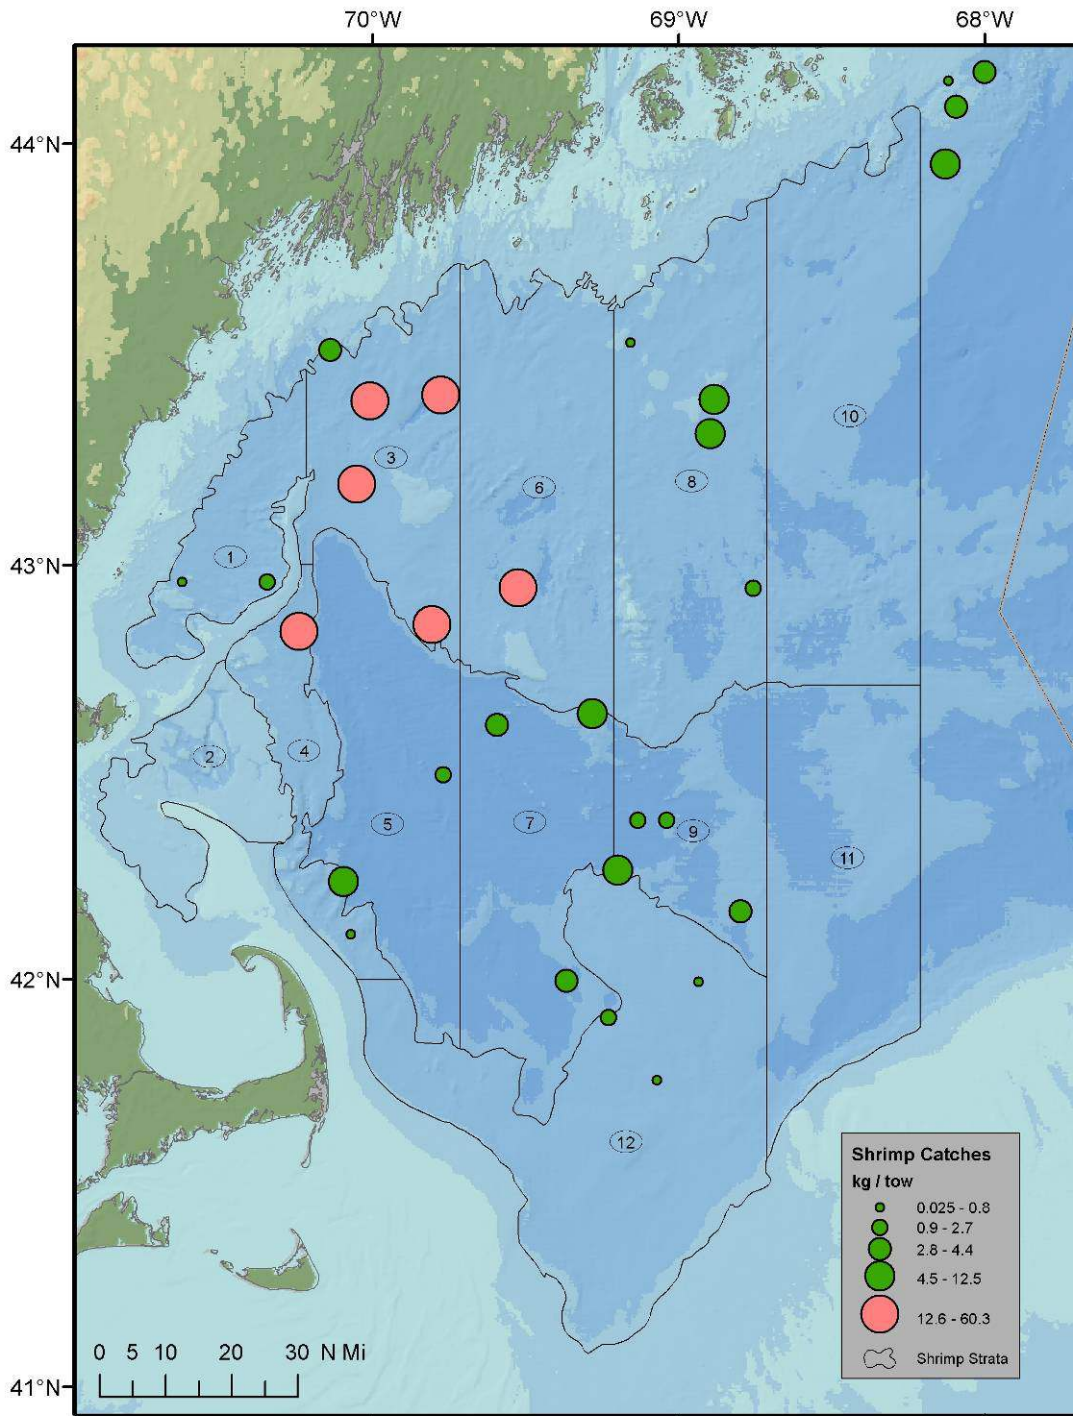 70°W 69°W 68°W
44°N
10
3
8
6
43°N
1
2
4
5
7
9
11
42°N
12
Shrimp Catches
kg / tow
0.025 - 0.8
0.9 - 2.7
2.8 - 4.4
4.5 - 12.5
12.6 - 60.3
Shrimp Strata
0 5 10 20 30 N Mi
41°N